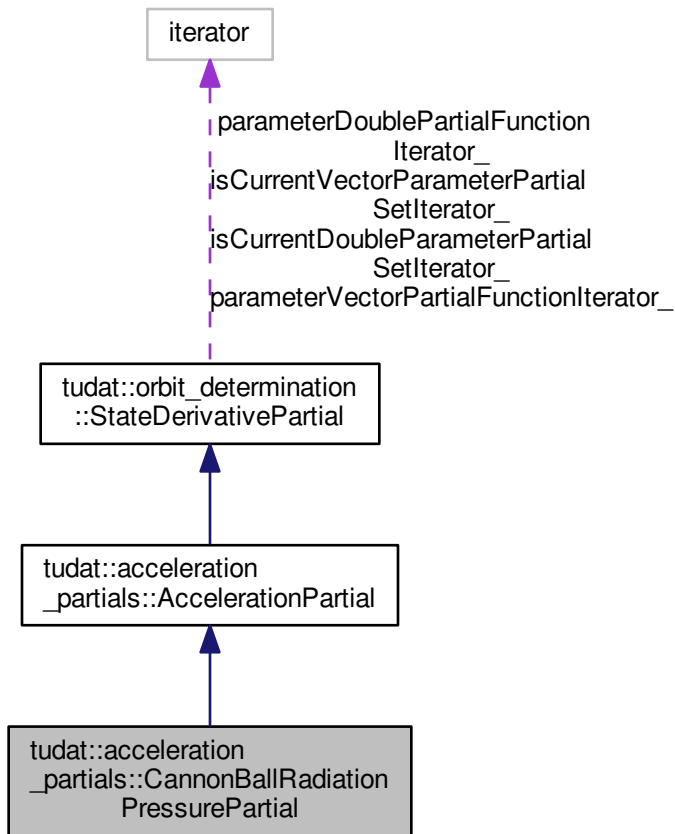 iterator
parameterDoublePartialFunction
Iterator_
isCurrentVectorParameterPartial
SetIterator_
isCurrentDoubleParameterPartial
SetIterator_
parameterVectorPartialFunctionIterator_
tudat::orbit_determination
::StateDerivativePartial
tudat::acceleration
_partials::AccelerationPartial
tudat::acceleration
_partials::CannonBallRadiation
PressurePartial